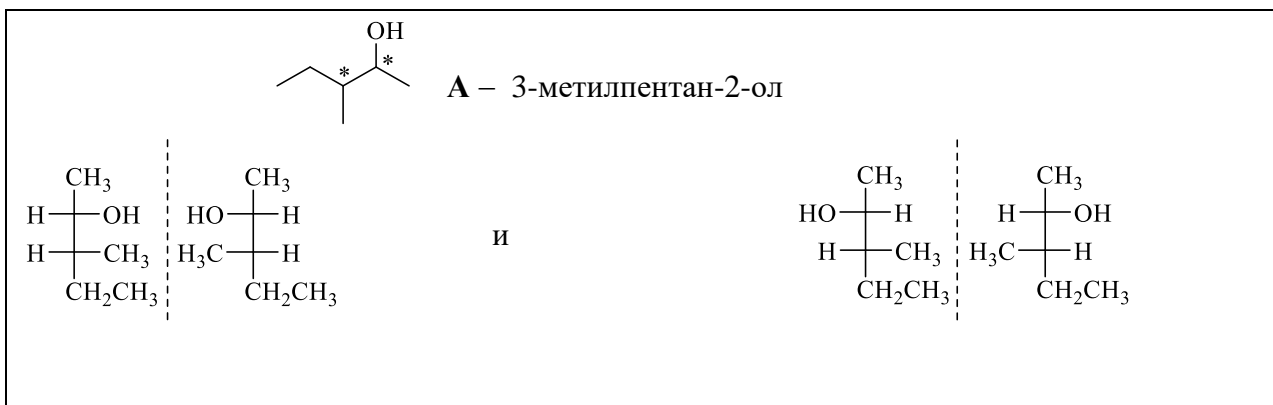 OH
* *
А – 3-метилпентан-2-ол
CH3 CH3 CH3 CH3
H OH HO H HO H H OH
H CH3 H3C H и H CH3 H3C H
CH2CH3 CH2CH3 CH2CH3 CH2CH3